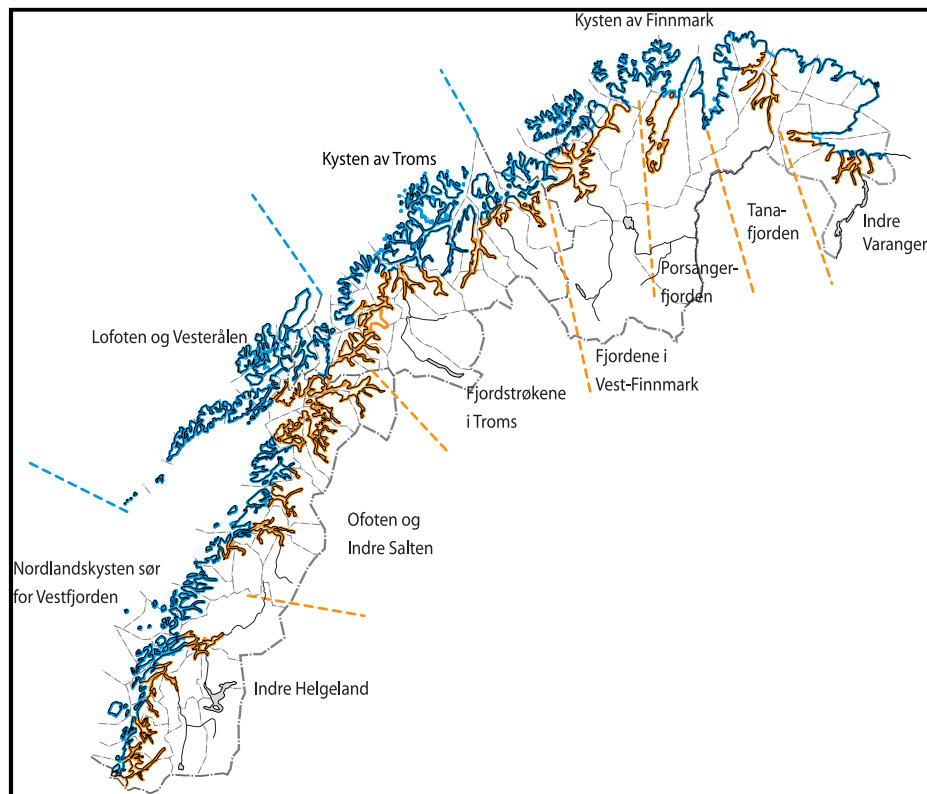 Kysten av Finnmark
Kysten av Troms
Tana-
fjorden
Indre
Varanger
Porsanger-
fjorden
Lofoten og Vesterålen
Fjordene i
Vest-Finnmark
Fjordstrøkene
i Troms
Ofoten og
Indre Salten
Nordlandskysten sør
for Vestfjorden
Indre Helgeland